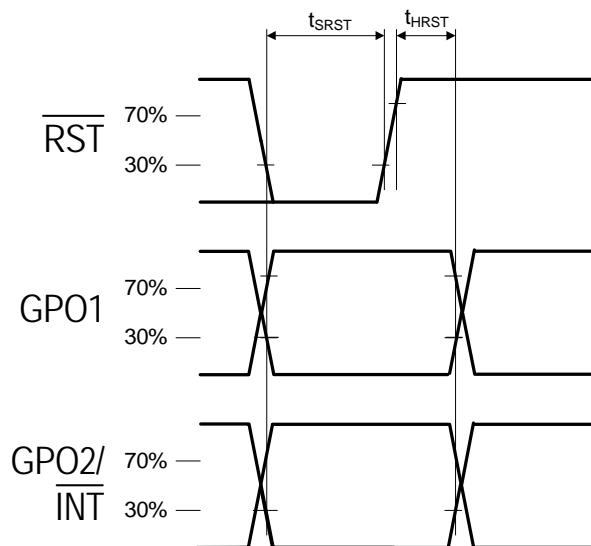 tSRST tHRST
70%
RST
30%
70%
GPO1
30%
GPO2/ 70%
INT 30%